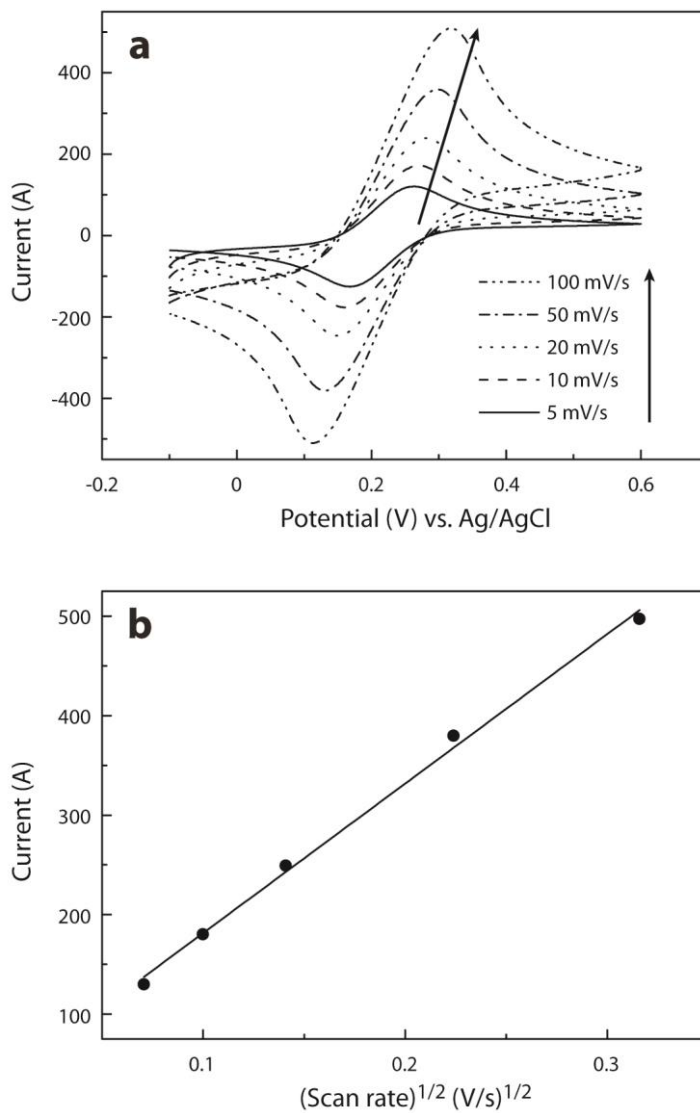 a
400
200
0
-200
-400
Current (A)
100 mV/s
50 mV/s
20 mV/s
10 mV/s
5 mV/s
-0.2 0 0.2 0.4 0.6
Potential (V) vs. Ag/AgCl
b
500
400
300
200
100
Current (A)
0.1 0.2 0.3
(Scan rate)1/2 (V/s)1/2